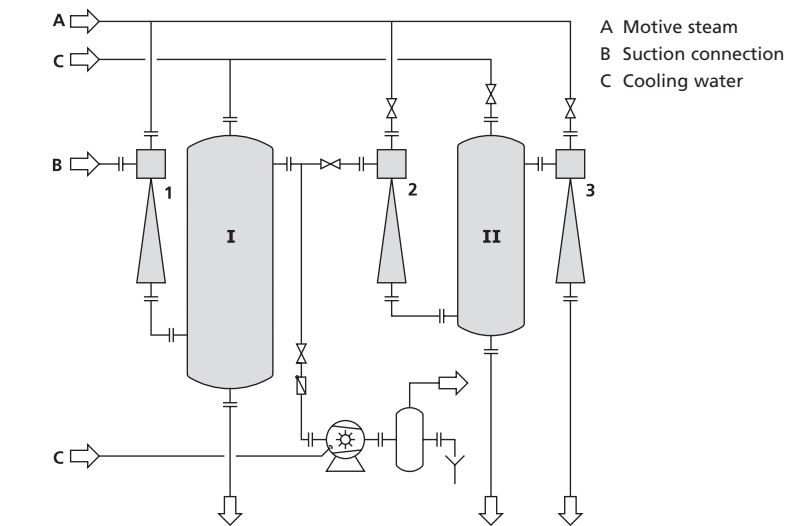 A
C
B
1
I
2
II
3
C
A Motive steam
B Suction connection
C Cooling water